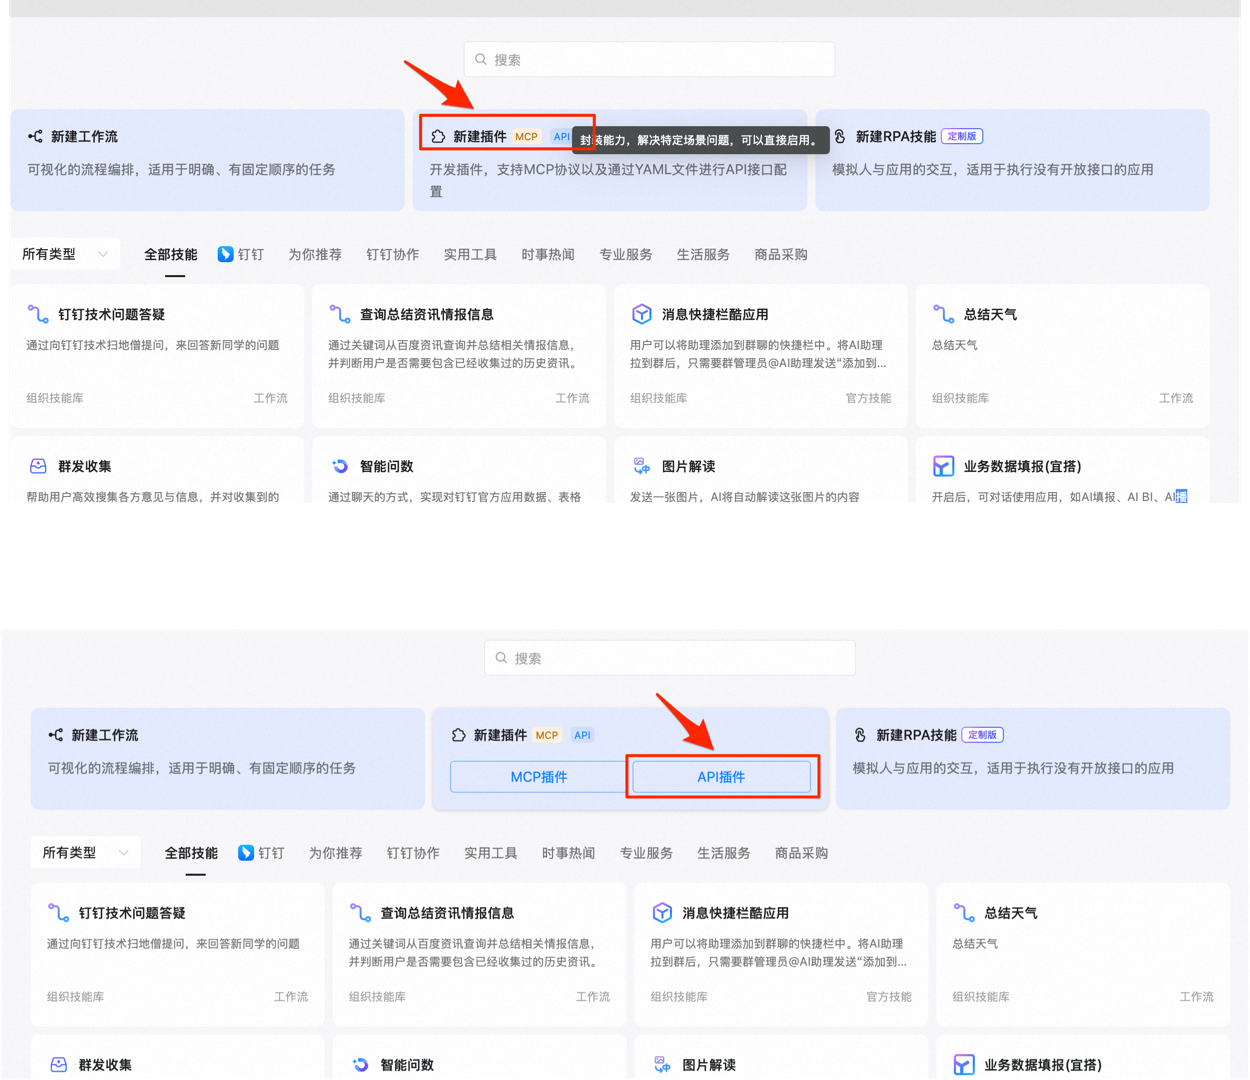 搜索
新建工作流
可视化的流程编排，适用于明确、有固定顺序的任务
新建插件 MCP API
封装能力，解决特定场景问题，可以直接启用。
开发插件，支持MCP协议以及通过YAML文件进行API接口配
置
新建RPA技能 定制版
模拟人与应用的交互，适用于执行没有开放接口的应用
所有类型 全部技能 钉钉 为你推荐 钉钉协作 实用工具 时事热闻 专业服务 生活服务 商品采购
钉钉技术问题答疑
通过向钉钉技术扫地僧提问，来回答新同学的问题
组织技能库 工作流
查询总结资讯情报信息
通过关键词从百度资讯查询并总结相关情报信息，
并判断用户是否需要包含已经收集过的历史资讯。
组织技能库 工作流
消息快捷栏酷应用
用户可以将助理添加到群聊的快捷栏中。将AI助理
拉到群后，只需要群管理员@AI助理发送“添加到...
组织技能库 官方技能
总结天气
总结天气
组织技能库 工作流
群发收集
帮助用户高效搜集各方意见与信息，并对收集到的
智能问数
通过聊天的方式，实现对钉钉官方应用数据、表格
图片解读
发送一张图片，AI将自动解读这张图片的内容
业务数据填报(宜搭)
开启后，可对话使用应用，如AI填报、AI BI、AI播
搜索
新建工作流
可视化的流程编排，适用于明确、有固定顺序的任务
新建插件 MCP API
MCP插件 API插件
新建RPA技能 定制版
模拟人与应用的交互，适用于执行没有开放接口的应用
所有类型 全部技能 钉钉 为你推荐 钉钉协作 实用工具 时事热闻 专业服务 生活服务 商品采购
钉钉技术问题答疑
通过向钉钉技术扫地僧提问，来回答新同学的问题
组织技能库 工作流
查询总结资讯情报信息
通过关键词从百度资讯查询并总结相关情报信息，
并判断用户是否需要包含已经收集过的历史资讯。
组织技能库 工作流
消息快捷栏酷应用
用户可以将助理添加到群聊的快捷栏中。将AI助理
拉到群后，只需要群管理员@AI助理发送“添加到...
组织技能库 官方技能
总结天气
总结天气
组织技能库 工作流
群发收集
智能问数
图片解读
业务数据填报(宜搭)